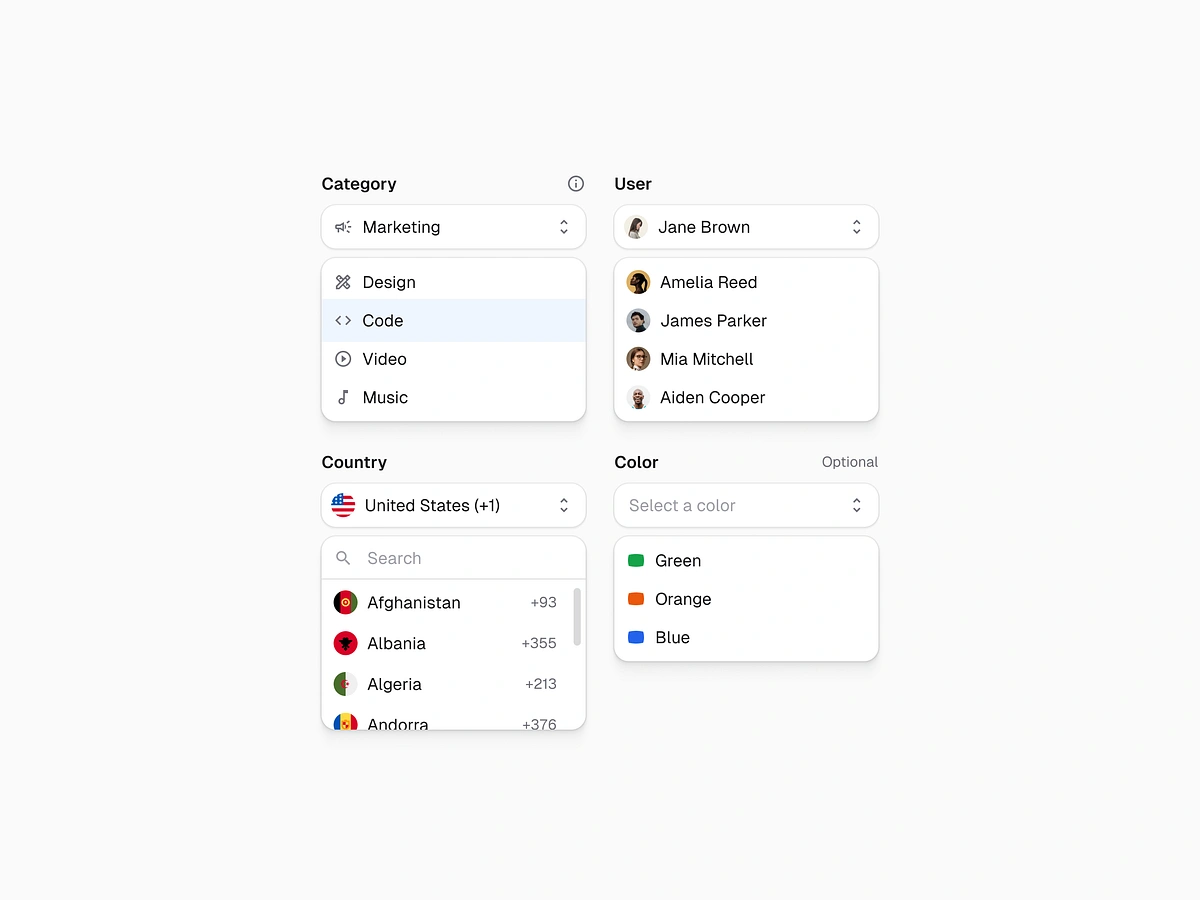 Category
Marketing
Design
Code
Video
Music
User
Jane Brown
Amelia Reed
James Parker
Mia Mitchell
Aiden Cooper
Country
United States (+1)
Search
Afghanistan +93
Albania +355
Algeria +213
Andorra +376
Color Optional
Select a color
Green
Orange
Blue